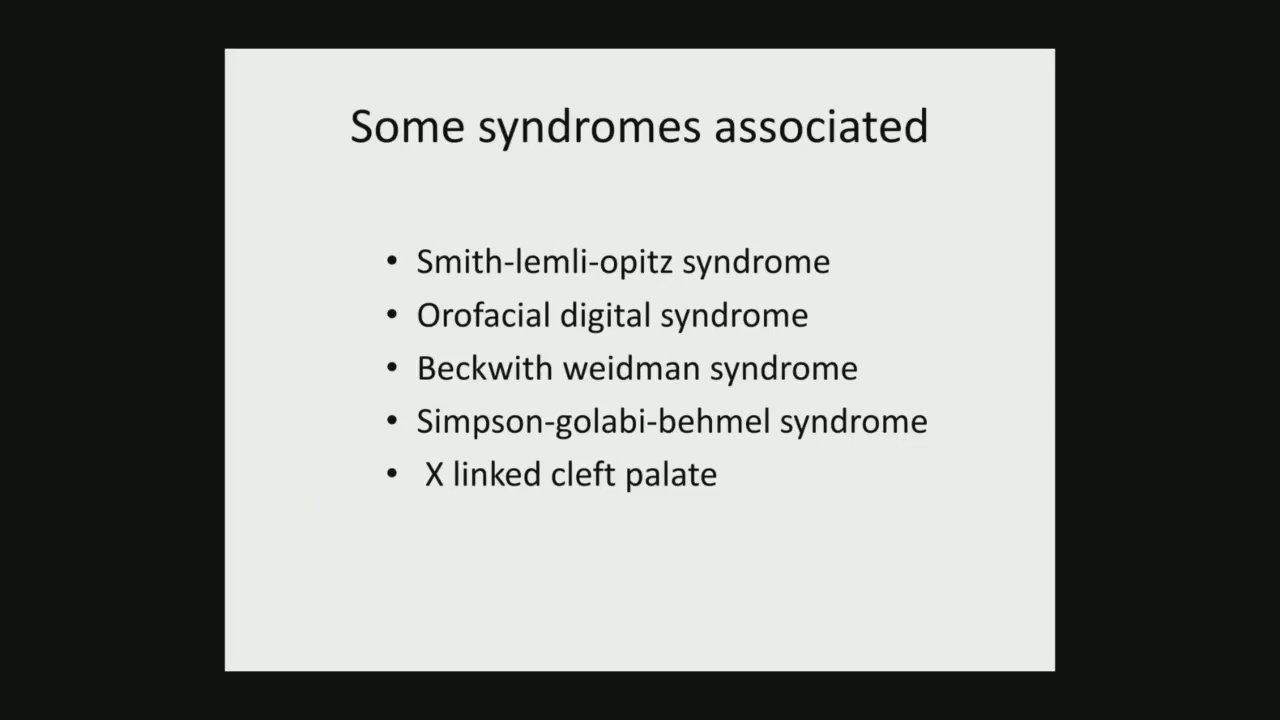 Some syndromes associated
• Smith-lemli-opitz syndrome
• Orofacial digital syndrome
• Beckwith weidman syndrome
• Simpson-golabi-behmel syndrome
• X linked cleft palate